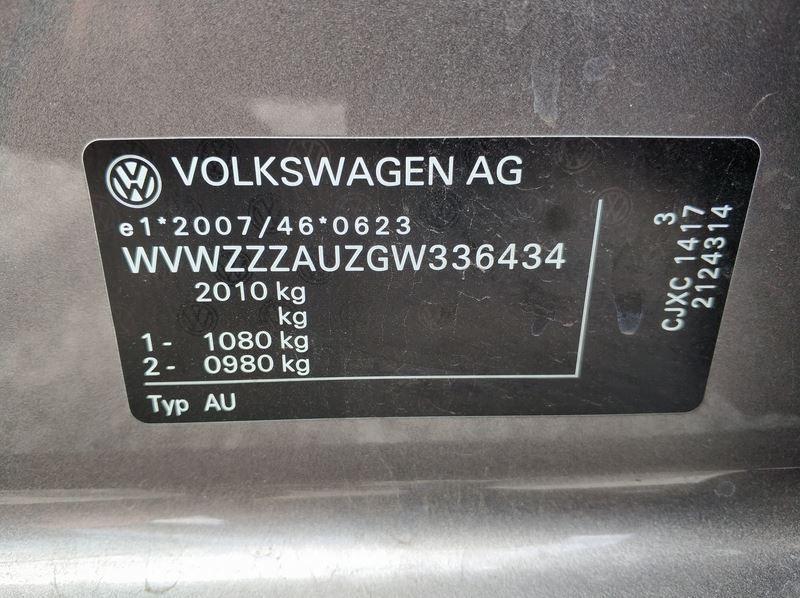 VOLKSWAGEN AG
e1*2007/46*0623
WVWZZZAUZGW336434
2010 kg
kg
1 - 1080 kg
2 - 0980 kg
Typ AU
3
CJXC 1417
2124314